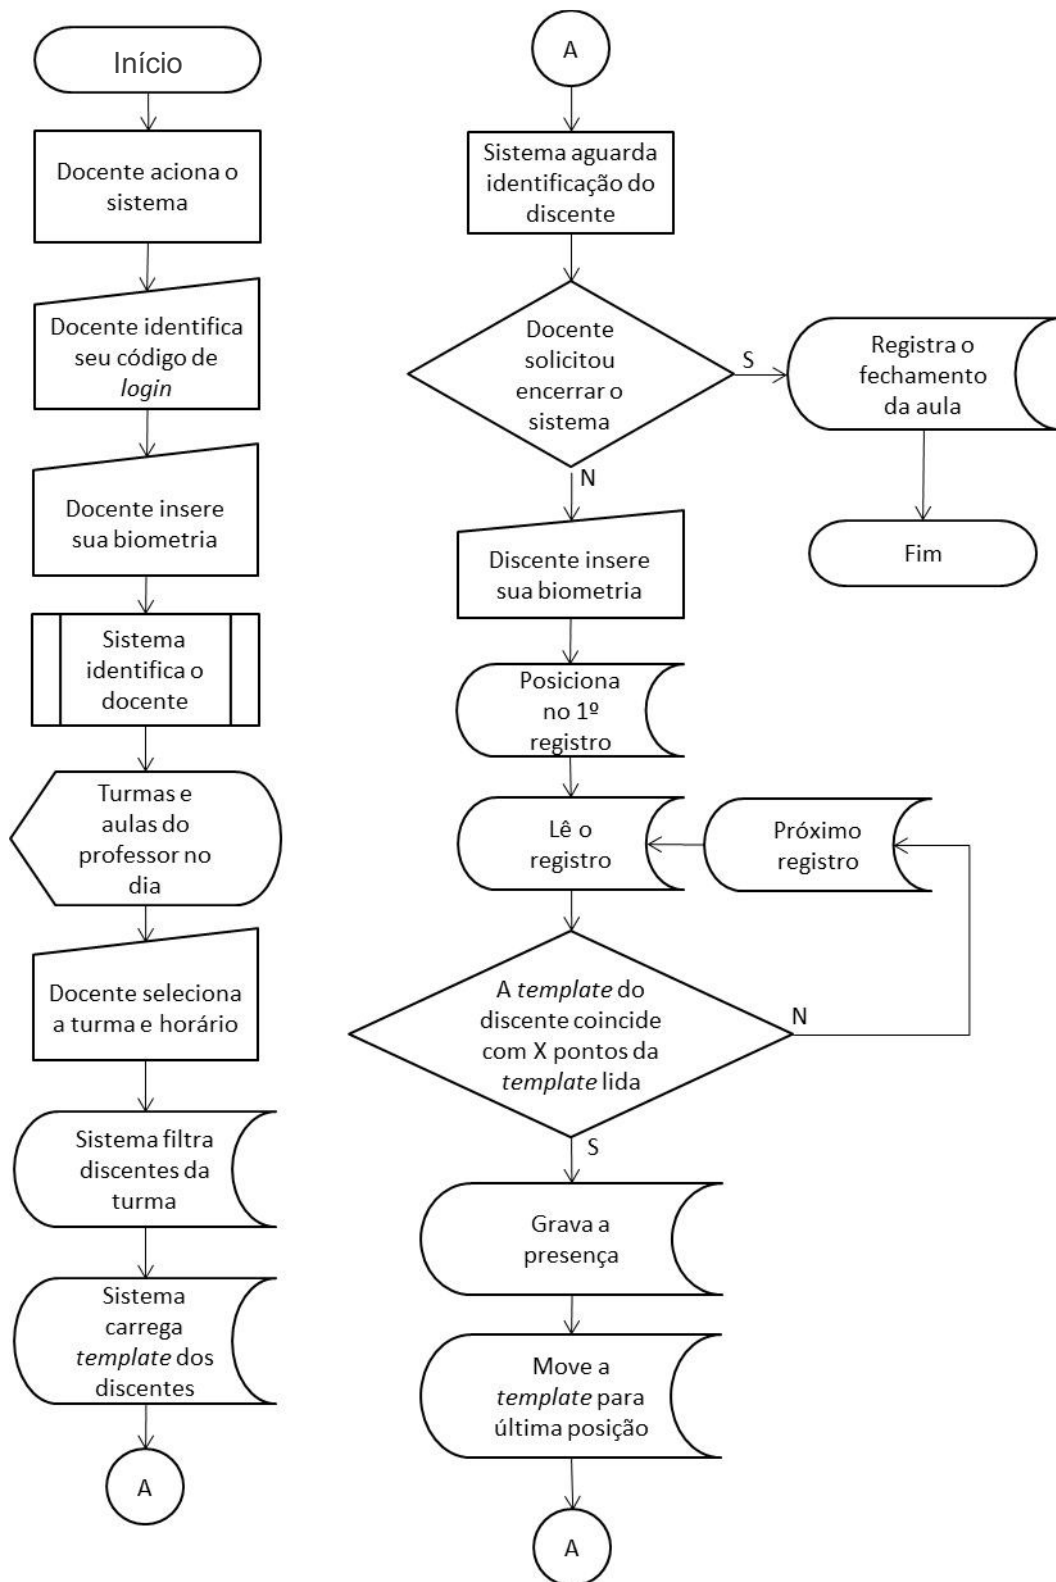 Início
Docente aciona o
sistema
Docente identifica
seu código de
login
Docente insere
sua biometria
Sistema
identifica o
docente
Turmas e
aulas do
professor no
dia
Docente seleciona
a turma e horário
Sistema filtra
discentes da
turma
Sistema
carrega
template dos
discentes
A
A
Sistema aguarda
identificação do
discente
Docente
solicitou
encerrar o
sistema
S
Registra o
fechamento
da aula
Fim
N
Discente insere
sua biometria
Posiciona
no 1º
registro
Lê o
registro
Próximo
registro
A template do
discente coincide
com X pontos da
template lida
N
S
Grava a
presença
Move a
template para
última posição
A